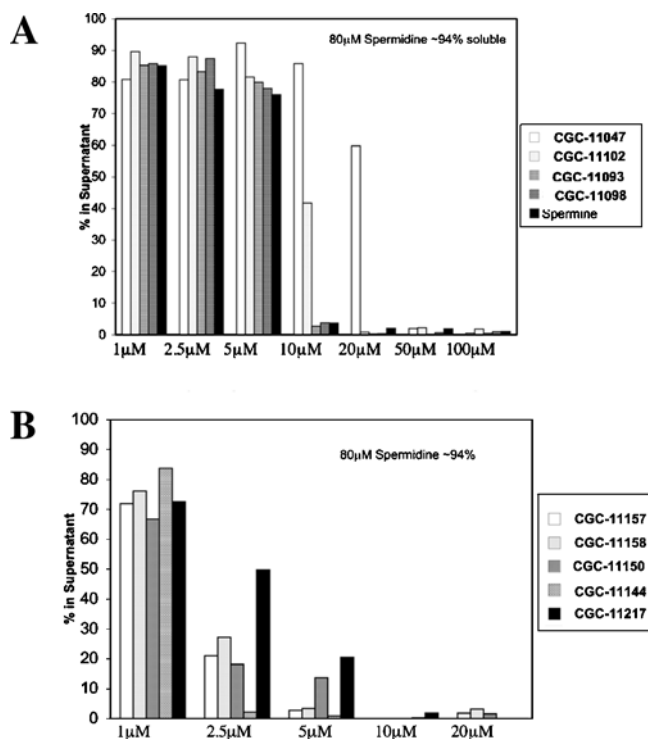 A
80μM Spermidine ~94% soluble
100
90
80
70
60
50
40
30
20
10
0
% in Supernatant
1μM 2.5μM 5μM 10μM 20μM 50μM 100μM
CGC-11047
CGC-11102
CGC-11093
CGC-11098
Spermine
B
80μM Spermidine ~94%
100
90
80
70
60
50
40
30
20
10
0
% in Supernatant
1μM 2.5μM 5μM 10μM 20μM
CGC-11157
CGC-11158
CGC-11150
CGC-11144
CGC-11217